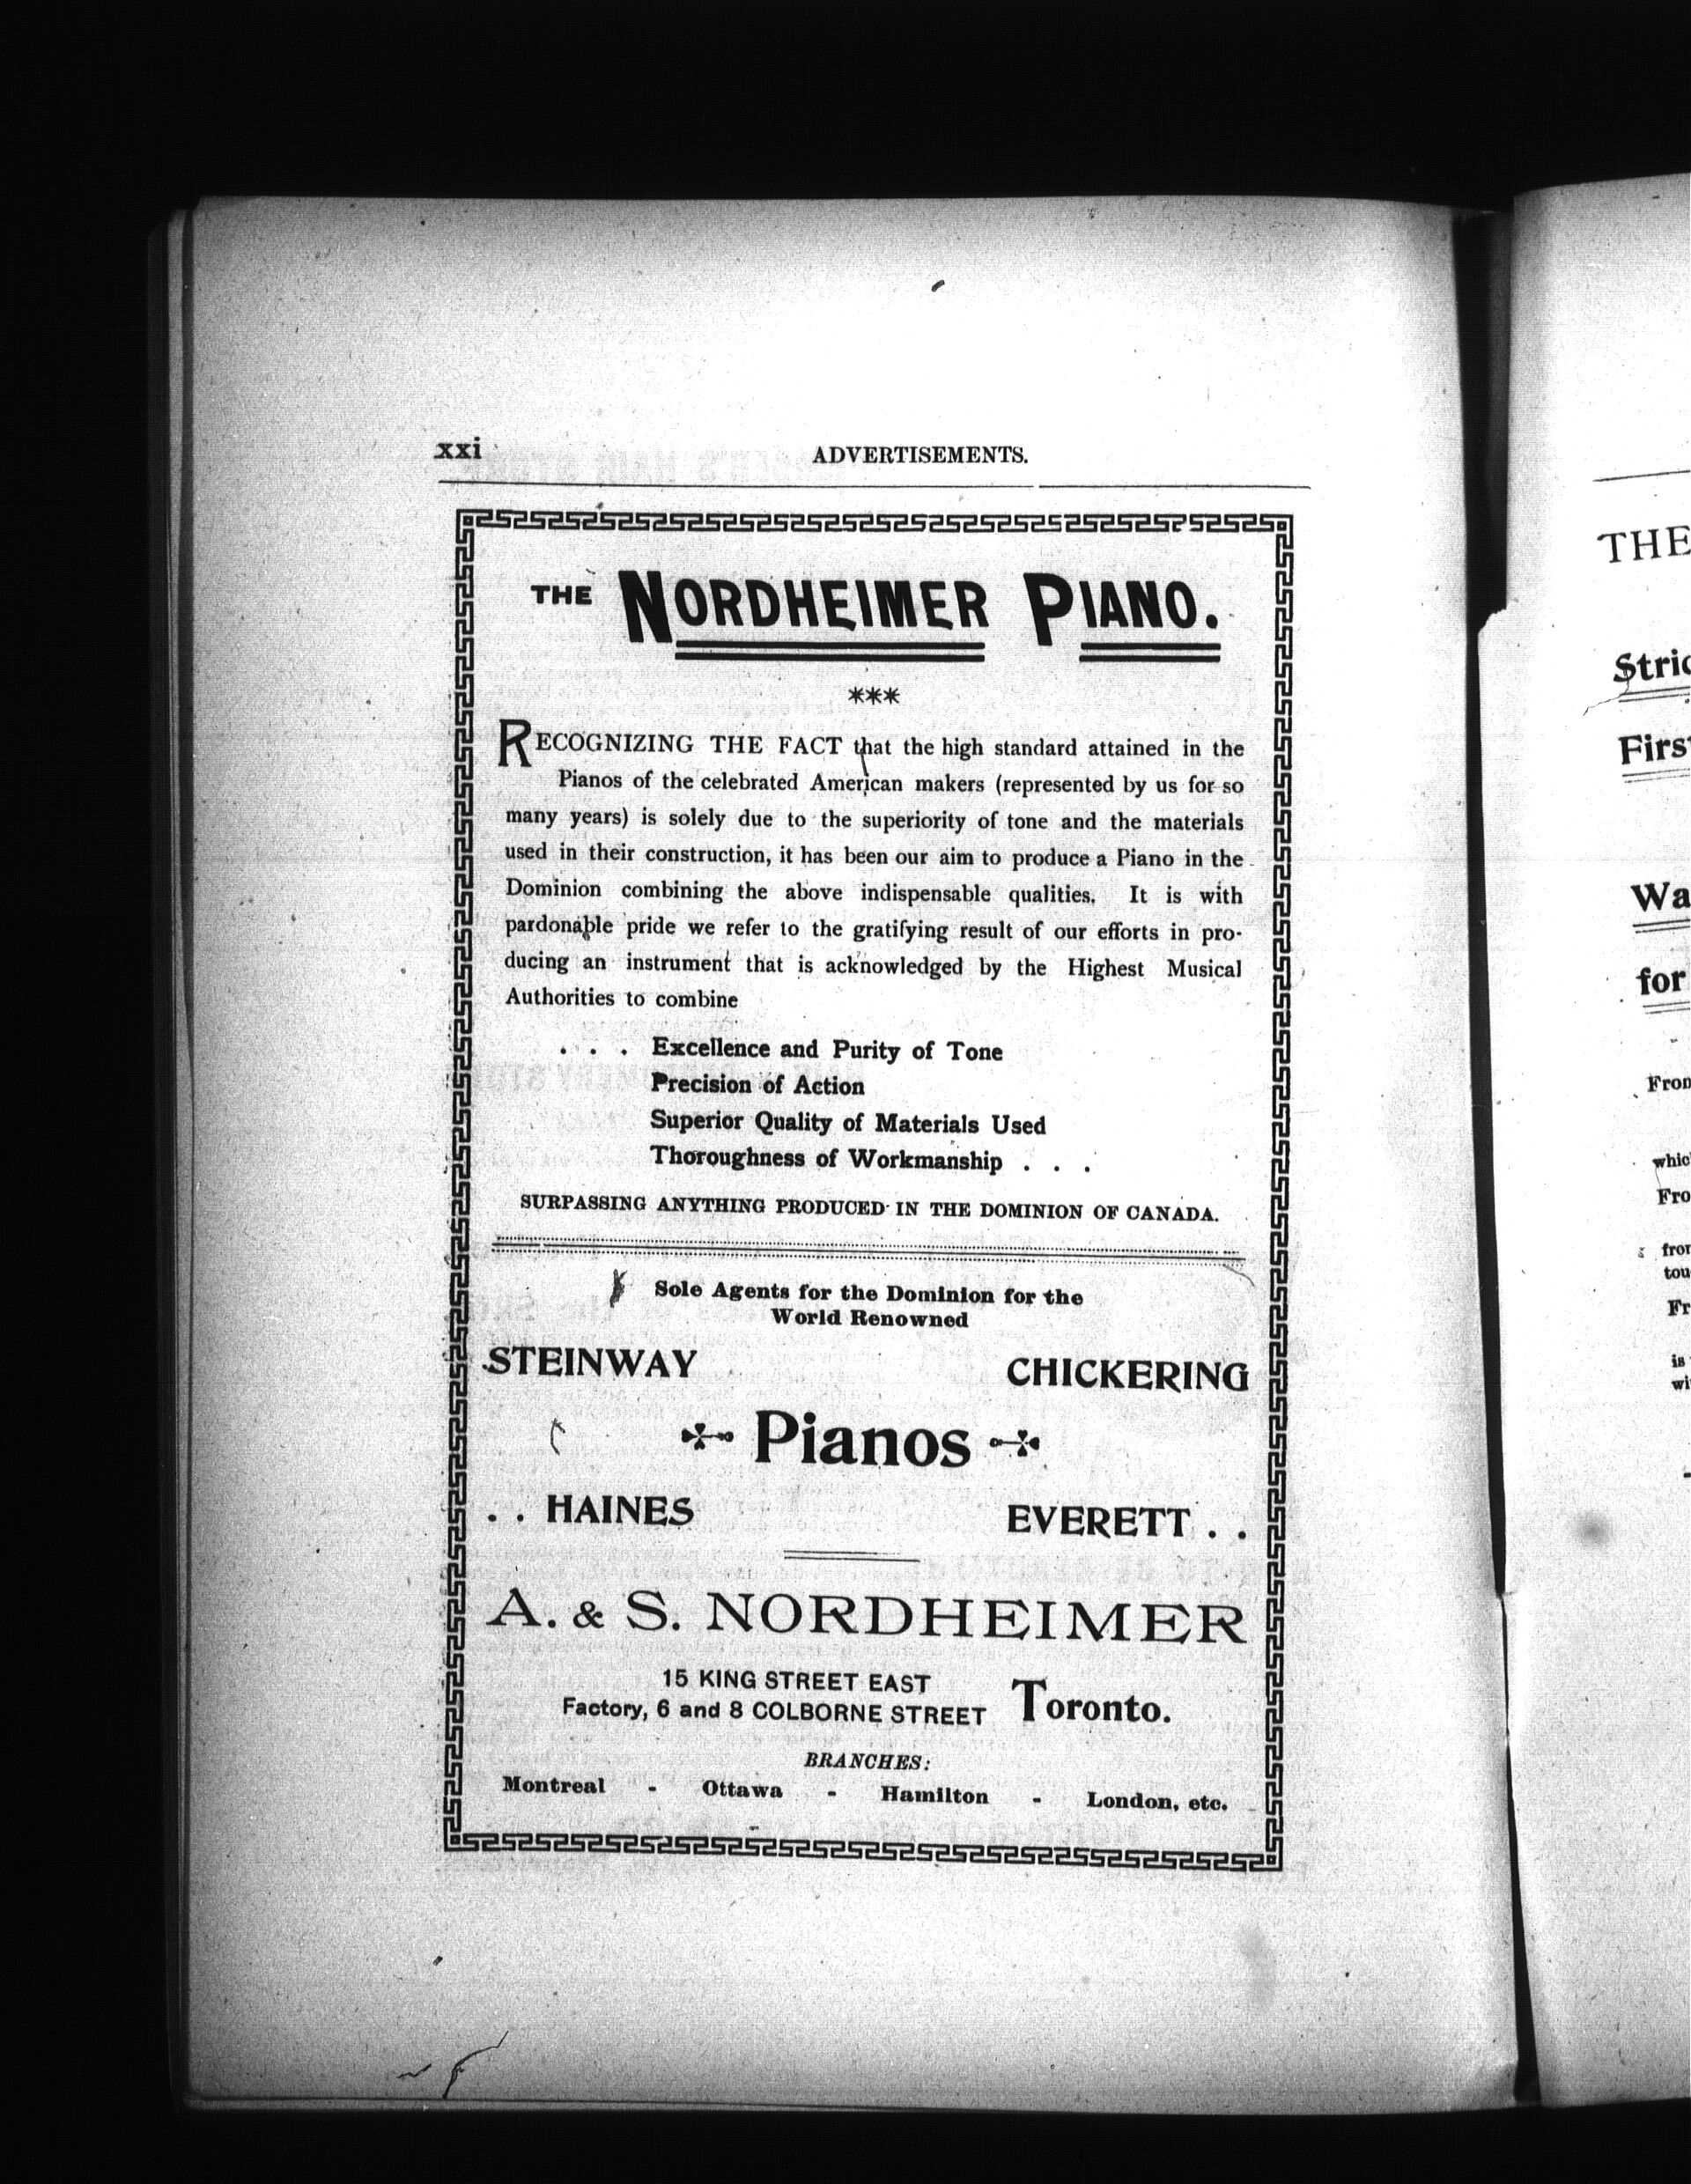 xxi
ADVERTISEMENTS.
THE NORDHEIMER PIANO.
***
RECOGNIZING THE FACT that the high standard attained in the
Pianos of the celebrated American makers (represented by us for so
many years) is solely due to the superiority of tone and the materials
used in their construction, it has been our aim to produce a Piano in the
Dominion combining the above indispensable qualities. It is with
pardonable pride we refer to the gratifying result of our efforts in pro-
ducing an instrument that is acknowledged by the Highest Musical
Authorities to combine
. . . Excellence and Purity of Tone
Precision of Action
Superior Quality of Materials Used
Thoroughness of Workmanship . . .
SURPASSING ANYTHING PRODUCED IN THE DOMINION OF CANADA.
Sole Agents for the Dominion for the
World Renowned
STEINWAY CHICKERING
Pianos
. . HAINES EVERETT . .
A. & S. NORDHEIMER
15 KING STREET EAST
Factory, 6 and 8 COLBORNE STREET Toronto.
BRANCHES:
Montreal - Ottawa - Hamilton - London, etc.
THE
First
for